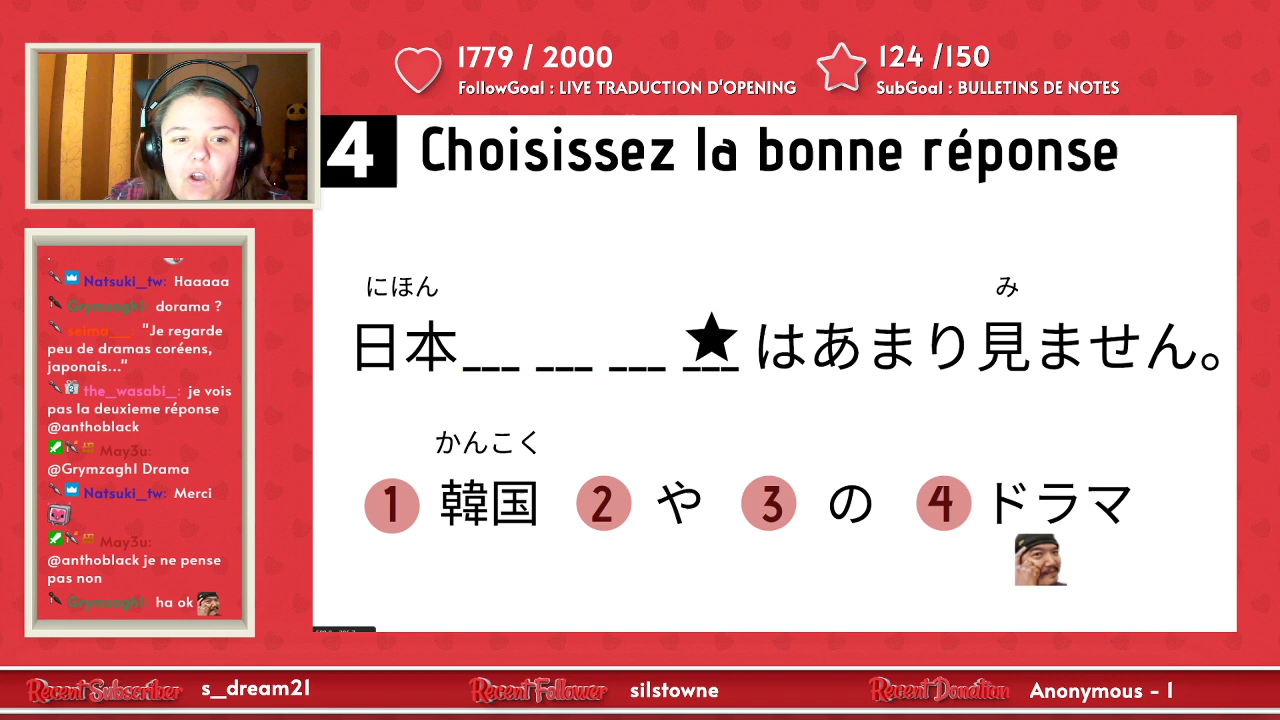 1779 / 2000
FollowGoal : LIVE TRADUCTION D'OPENING
124 /150
SubGoal : BULLETINS DE NOTES
4 Choisissez la bonne réponse
にほん み
日本___ ___ ___ _★_ はあまり見ません。
かんこく
1 韓国 2 や 3 の 4 ドラマ
Natsuki_tw: Haaaaa
Grymzagh1: dorama ?
seima___: "Je regarde
peu de dramas coréens,
japonais..."
the_wasabi_: je vois
pas la deuxieme réponse
@anthoblack
May3u:
@Grymzagh1 Drama
Natsuki_tw: Merci
May3u:
@anthoblack je ne pense
pas non
Grymzagh1: ha ok
Recent Subscriber s_dream21
Recent Follower silstowne
Recent Donation Anonymous - 1